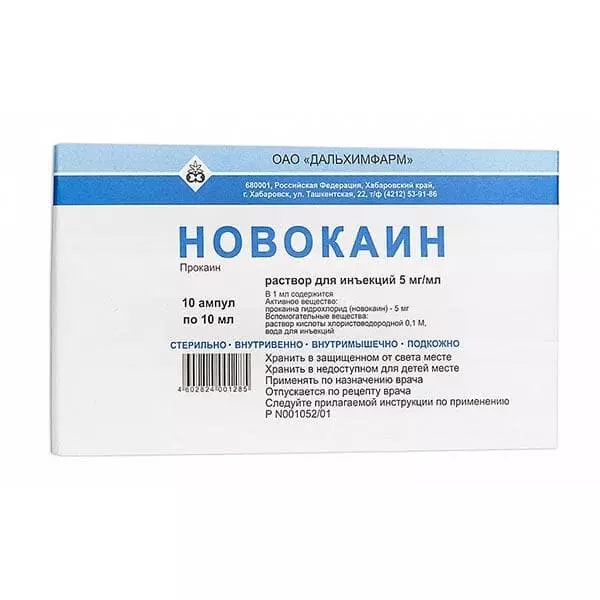 ОАО «ДАЛЬХИМФАРМ»
680001, Российская Федерация, Хабаровский край,
г. Хабаровск, ул. Ташкентская, 22, т/ф (4212) 53-91-86
НОВОКАИН
Прокаин
раствор для инъекций 5 мг/мл
10 ампул
по 10 мл
В 1 мл содержится
Активное вещество:
прокаина гидрохлорид (новокаин) - 5 мг
Вспомогательные вещества:
раствор кислоты хлористоводородной 0,1 М,
вода для инъекций
СТЕРИЛЬНО • ВНУТРИВЕННО • ВНУТРИМЫШЕЧНО • ПОДКОЖНО
Хранить в защищенном от света месте
Хранить в недоступном для детей месте
Применять по назначению врача
Отпускается по рецепту врача
Следуйте прилагаемой инструкции по применению
Р N001052/01
4 602824 001285